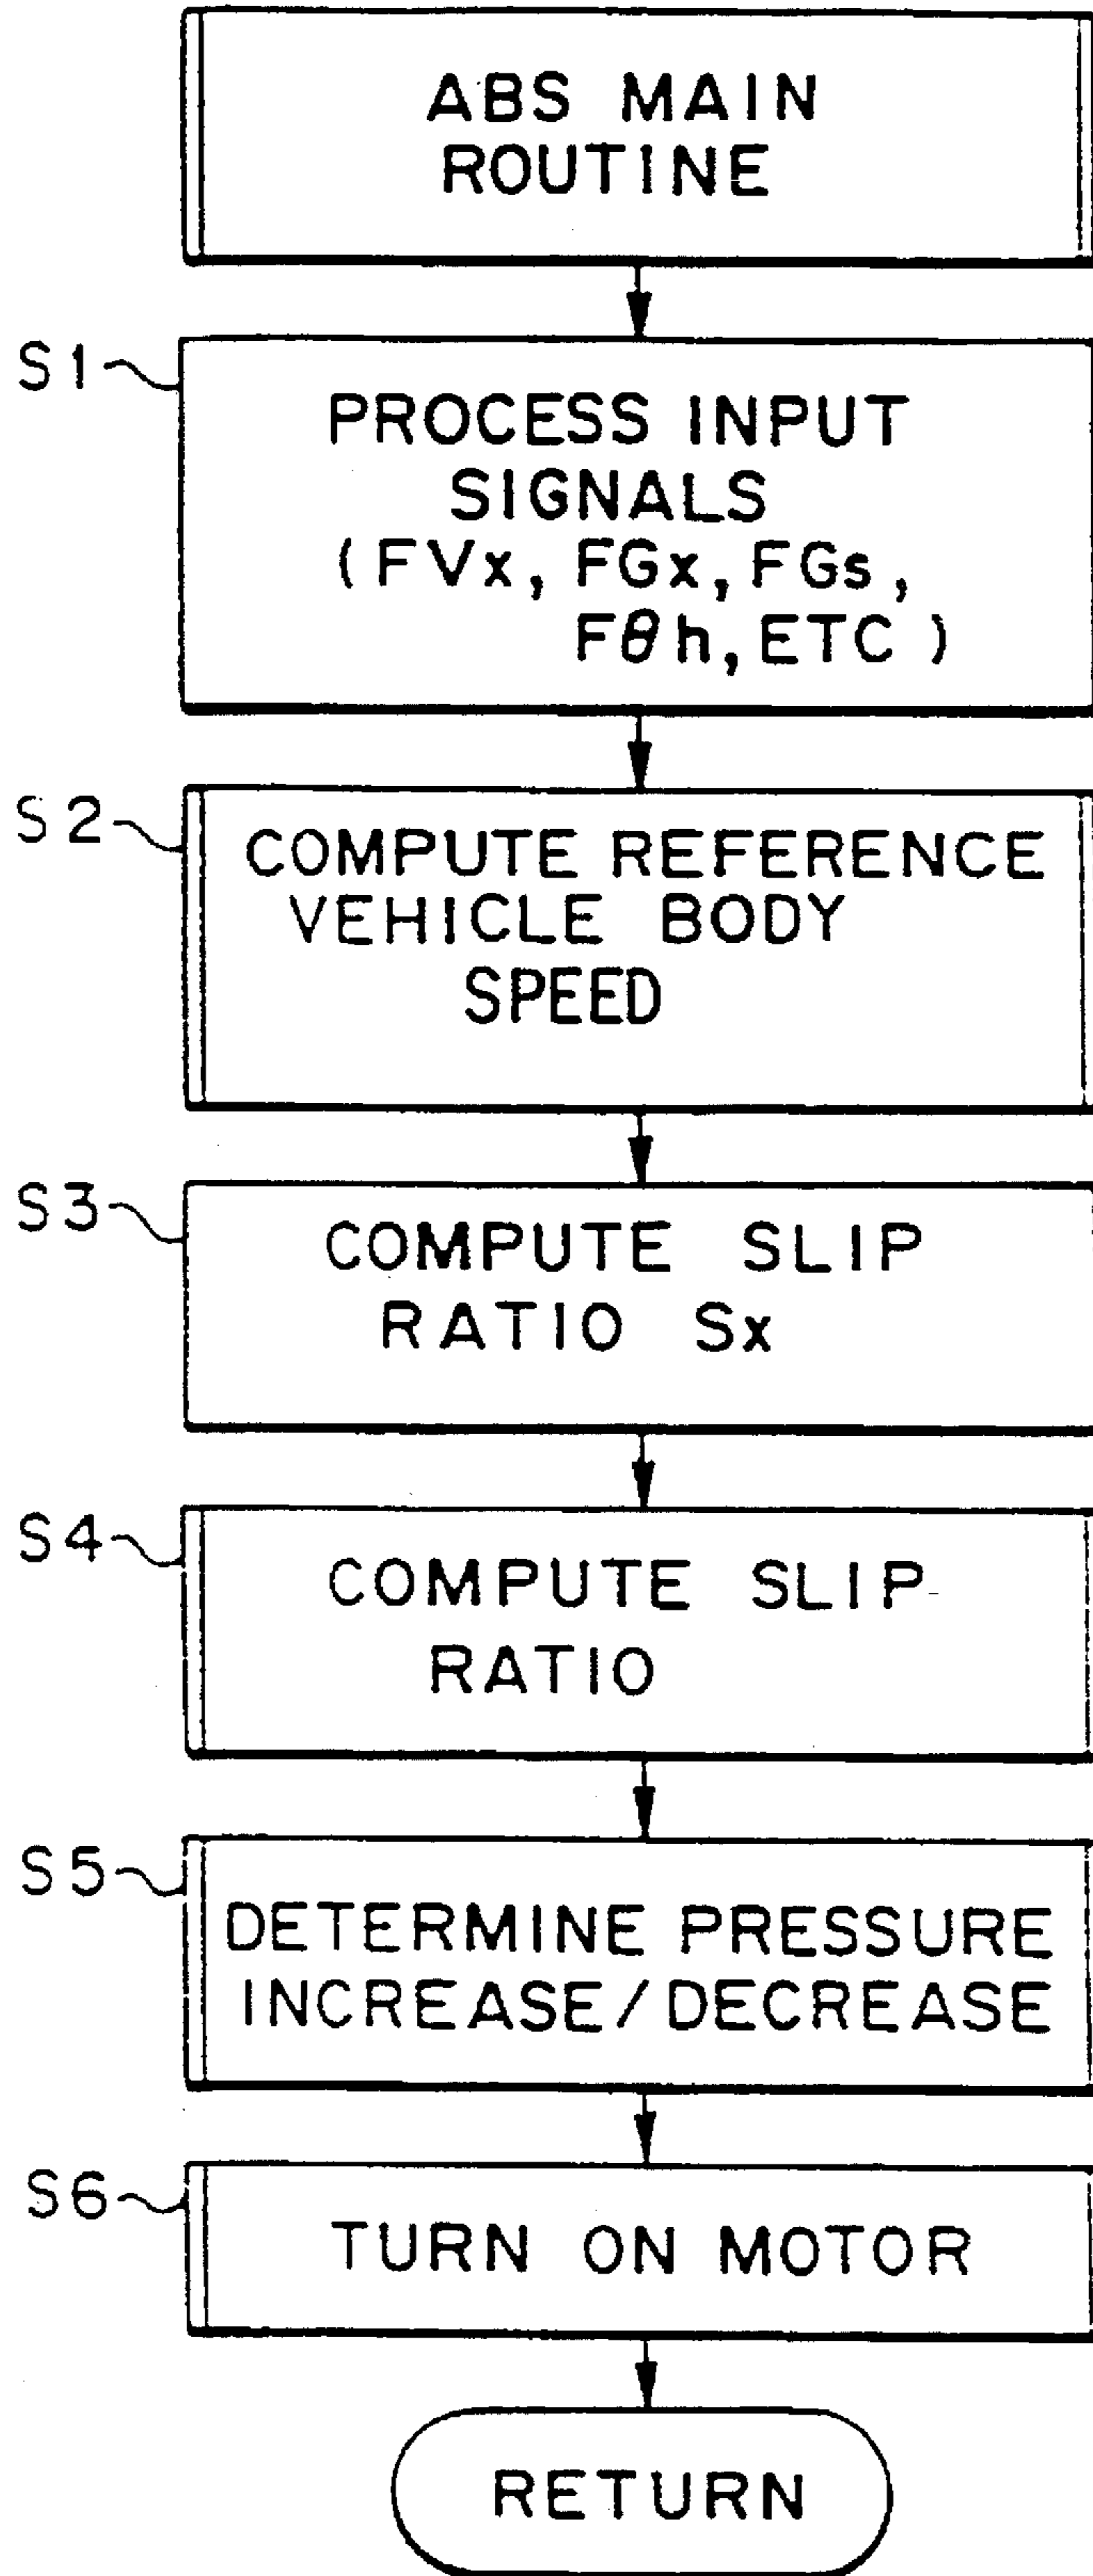 ABS MAIN
ROUTINE
S1
PROCESS INPUT
SIGNALS
(FVx, FGx, FGs,
Fθh, ETC)
S2
COMPUTE REFERENCE
VEHICLE BODY
SPEED
S3
COMPUTE SLIP
RATIO Sx
S4
COMPUTE SLIP
RATIO
S5
DETERMINE PRESSURE
INCREASE/DECREASE
S6
TURN ON MOTOR
RETURN